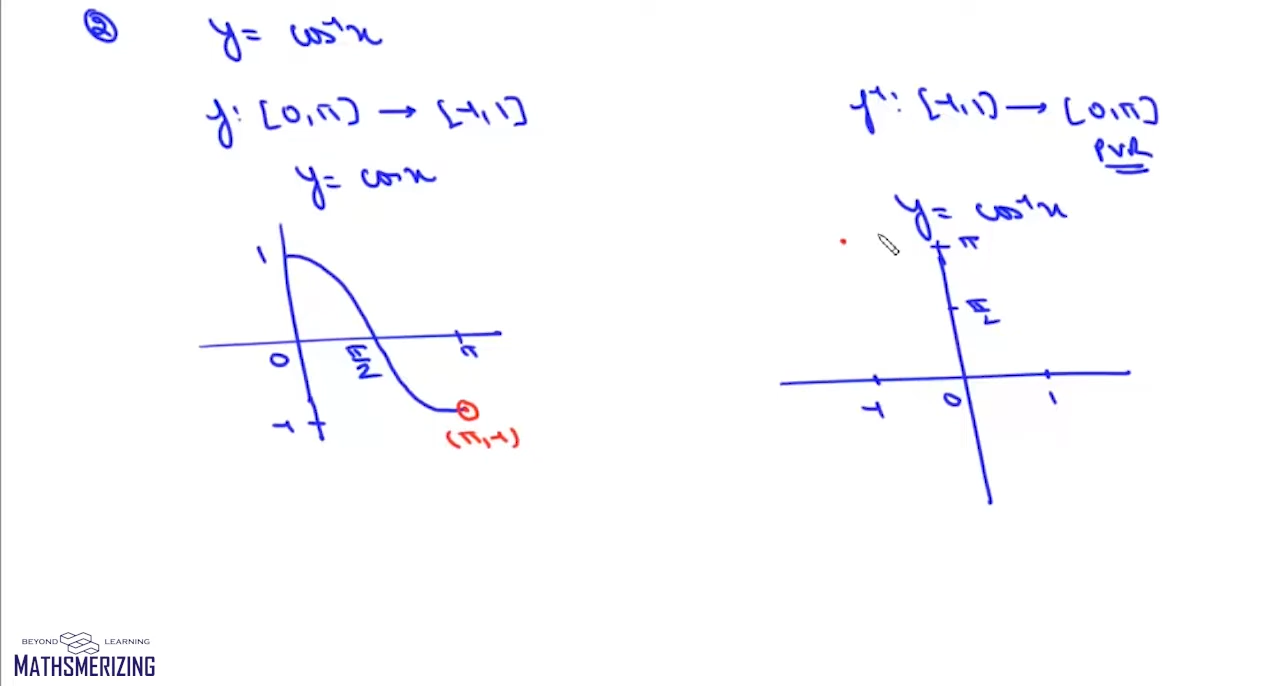 ② y = cos⁻¹x
f: [0, π] → [-1, 1]
y = cos x
1
0
π/2
π
-1
(π, -1)
f⁻¹: [-1, 1] → [0, π]
PVR
y = cos⁻¹x
π
π/2
-1
0
1
BEYOND LEARNING
MATHSMERIZING